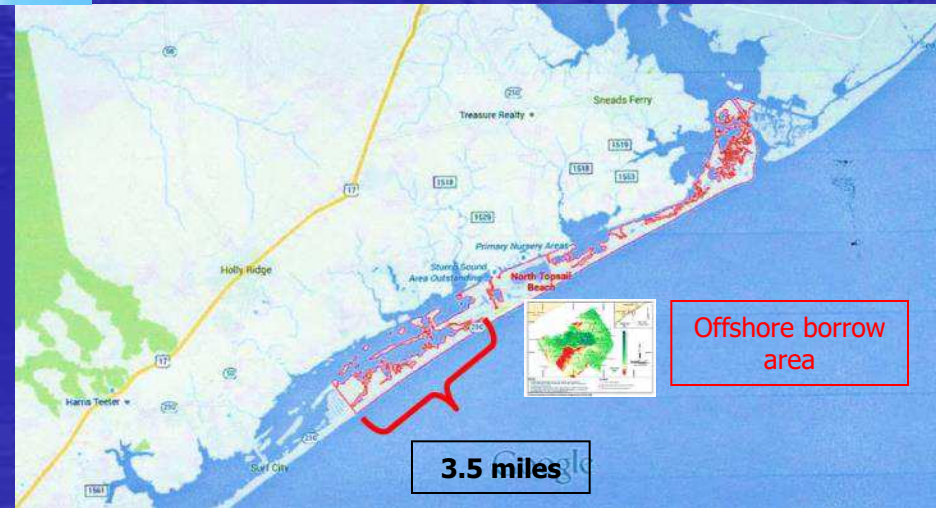 50
210
Sneads Ferry
Treasure Realty
1519
17
1518
1518
1553
1529
Primary Nursery Areas
Stump Sound
Area Outstanding
Holly Ridge
North Topsail
Beach
210
Offshore borrow
area
17
50
Harris Teeter
210
210
Surf City
3.5 miles
Google
1561